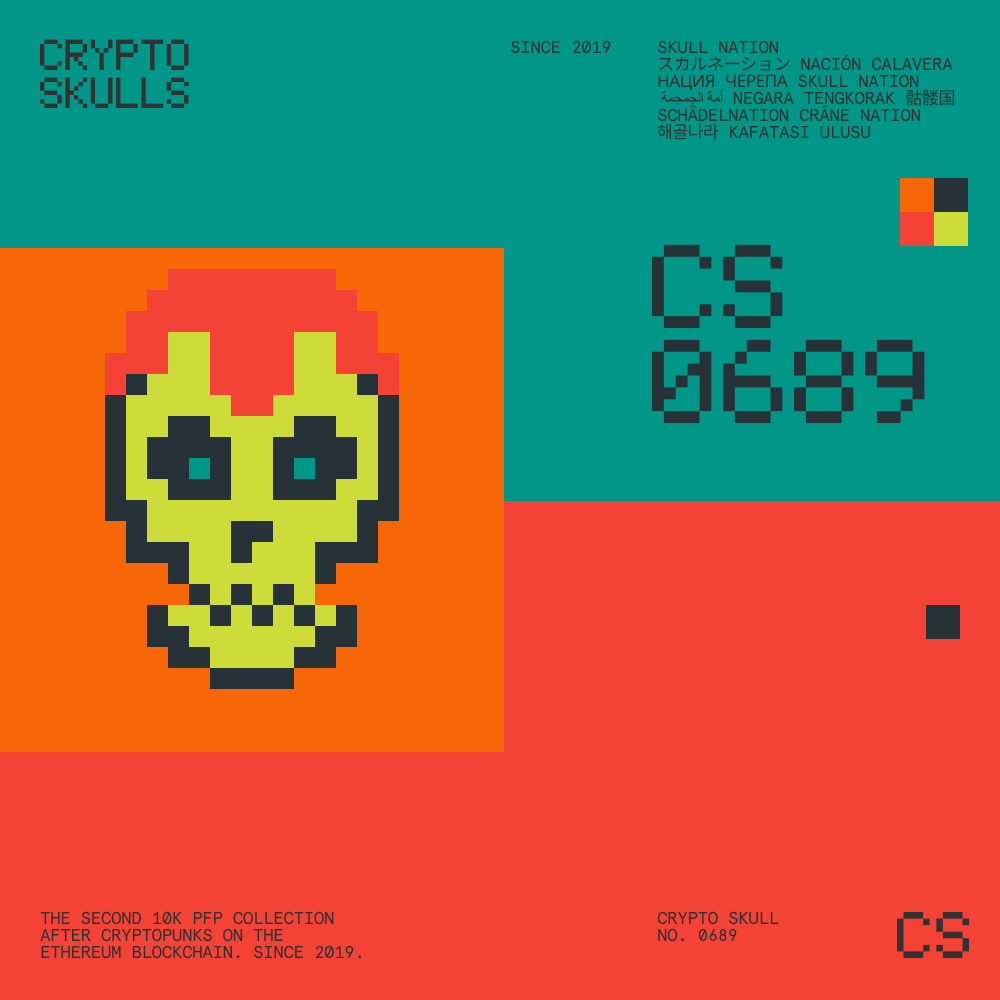 CRYPTO
SKULLS
SINCE 2019
SKULL NATION
スカルネーション NACIÓN CALAVERA
НАЦИЯ ЧЕРЕПА SKULL NATION
أمة الجمجمة NEGARA TENGKORAK 骷髅国
SCHÄDELNATION CRÂNE NATION
해골나라 KAFATASI ULUSU
CS
0689
THE SECOND 10K PFP COLLECTION
AFTER CRYPTOPUNKS ON THE
ETHEREUM BLOCKCHAIN. SINCE 2019.
CRYPTO SKULL
NO. 0689
CS